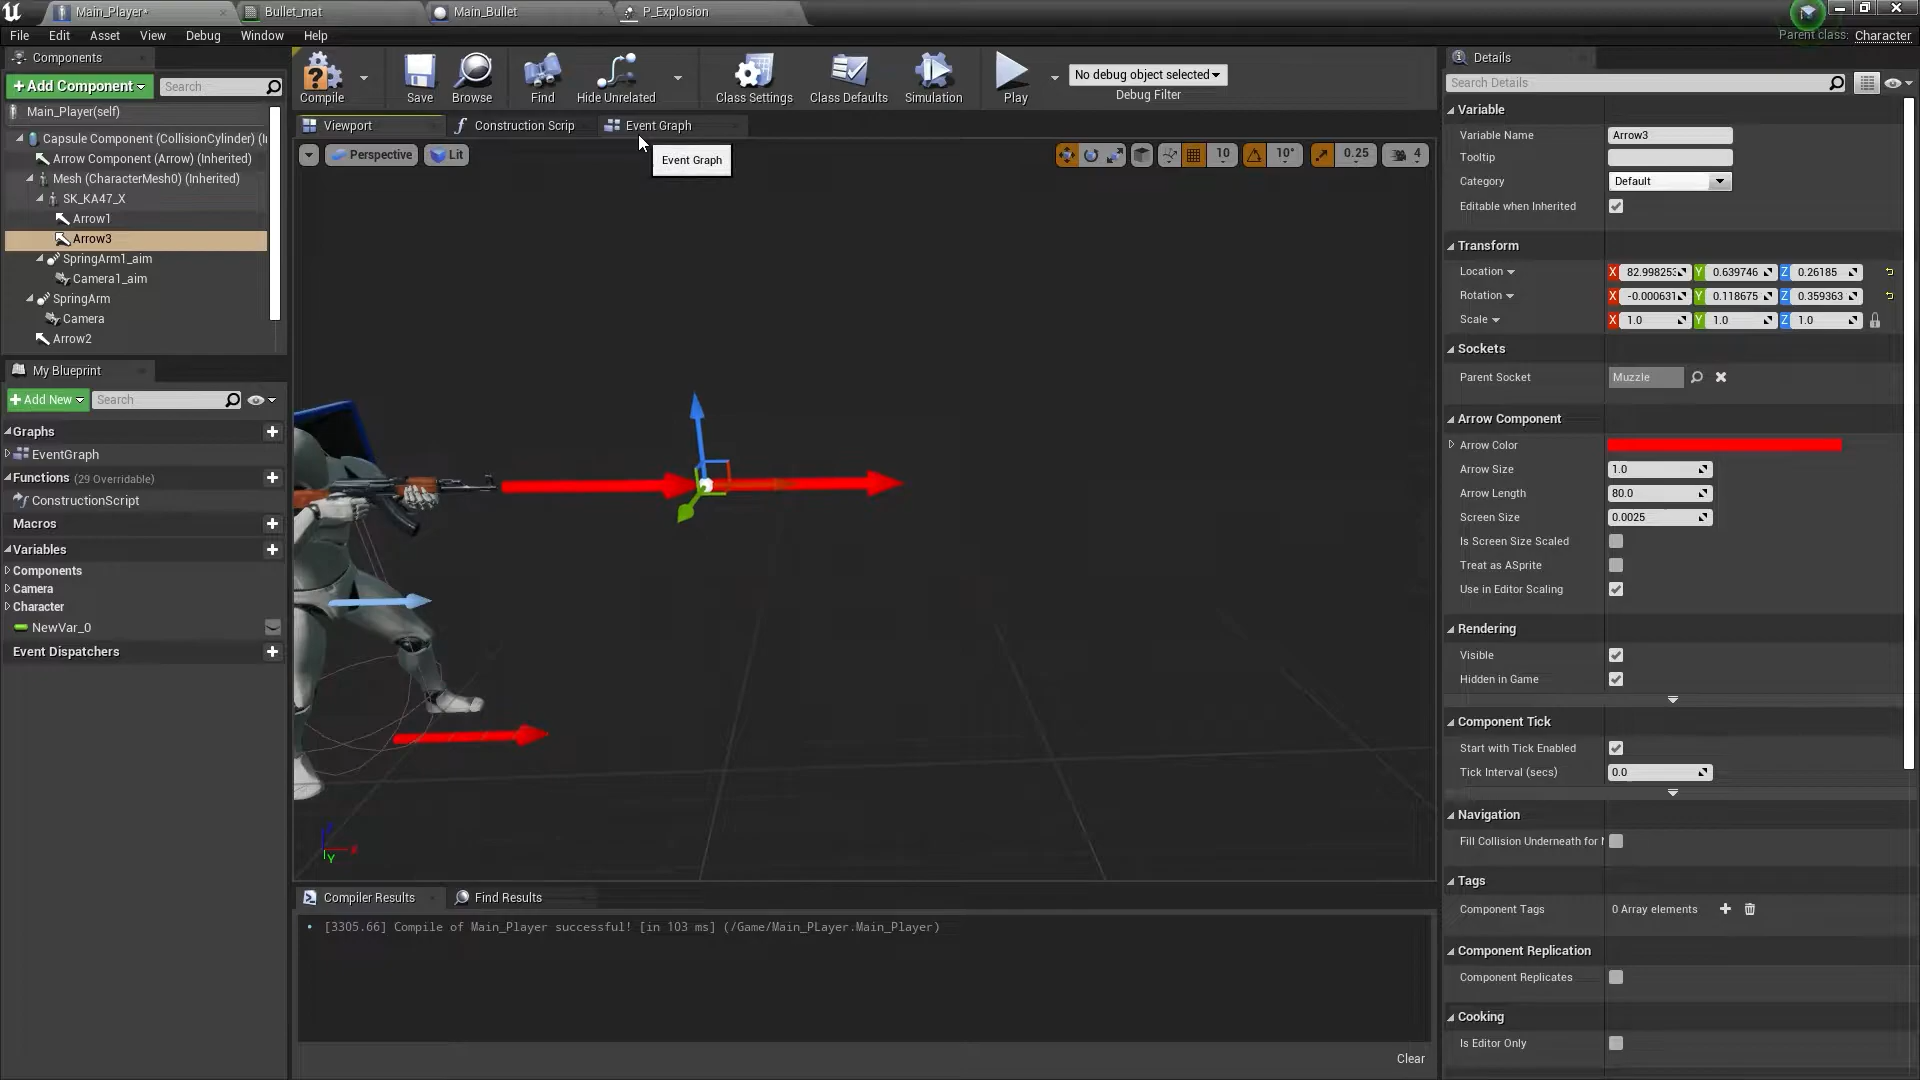 Main_Player*
Bullet_mat
Main_Bullet
P_Explosion
File Edit Asset View Debug Window Help
Parent class: Character
Components
+Add Component
Search
Main_Player(self)
Capsule Component (CollisionCylinder) (I
Arrow Component (Arrow) (Inherited)
Mesh (CharacterMesh0) (Inherited)
SK_KA47_X
Arrow1
Arrow3
SpringArm1_aim
Camera1_aim
SpringArm
Camera
Arrow2
My Blueprint
+Add New
Search
Graphs
EventGraph
Functions (29 Overridable)
ConstructionScript
Macros
Variables
Components
Camera
Character
NewVar_0
Event Dispatchers
Compile
Save
Browse
Find
Hide Unrelated
Class Settings
Class Defaults
Simulation
Play
No debug object selected
Debug Filter
Viewport
Construction Scrip
Event Graph
Event Graph
Perspective
Lit
10
10°
0.25
4
Z
X
Y
Compiler Results
Find Results
• [3305.66] Compile of Main_Player successful! [in 103 ms] (/Game/Main_PLayer.Main_Player)
Clear
Details
Search Details
Variable
Variable Name Arrow3
Tooltip
Category Default
Editable when Inherited
Transform
Location X 82.998253 Y 0.639746 Z 0.26185
Rotation X -0.000631 Y 0.118675 Z 0.359363
Scale X 1.0 Y 1.0 Z 1.0
Sockets
Parent Socket Muzzle
Arrow Component
Arrow Color
Arrow Size 1.0
Arrow Length 80.0
Screen Size 0.0025
Is Screen Size Scaled
Treat as ASprite
Use in Editor Scaling
Rendering
Visible
Hidden in Game
Component Tick
Start with Tick Enabled
Tick Interval (secs) 0.0
Navigation
Fill Collision Underneath for
Tags
Component Tags 0 Array elements
Component Replication
Component Replicates
Cooking
Is Editor Only